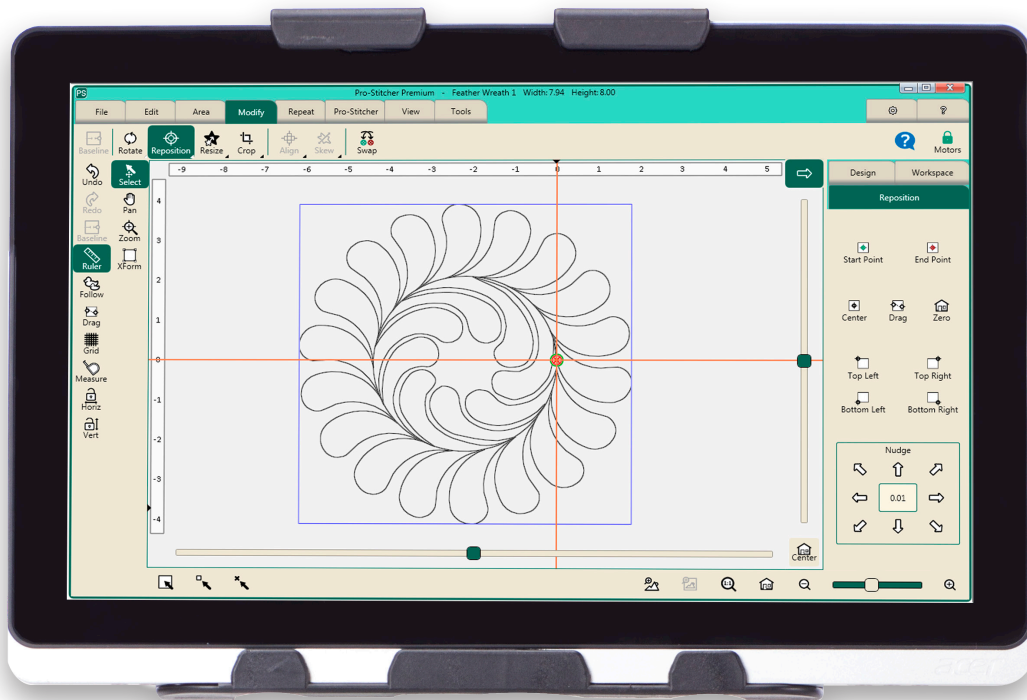 PS
Pro-Stitcher Premium - Feather Wreath 1 Width: 7.94 Height: 8.00
File Edit Area Modify Repeat Pro-Stitcher View Tools
?
Baseline Rotate Reposition Resize Crop Align Skew Swap
? Motors
Undo Select
Redo Pan
Baseline Zoom
Ruler XForm
Follow
Drag
Grid
Measure
Horiz
Vert
-9 -8 -7 -6 -5 -4 -3 -2 -1 0 1 2 3 4 5
4
3
2
1
0
-1
-2
-3
-4
Center
Design Workspace
Reposition
Start Point End Point
Center Drag Zero
Top Left Top Right
Bottom Left Bottom Right
Nudge
0.01
1:1